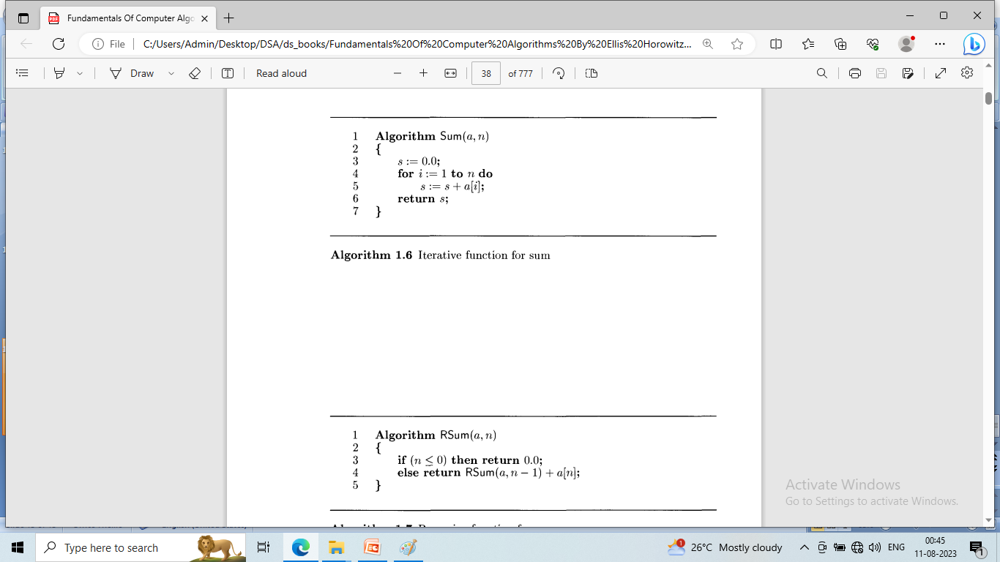 Fundamentals Of Computer Algo
File
C:/Users/Admin/Desktop/DSA/ds_books/Fundamentals%20Of%20Computer%20Algorithms%20By%20Ellis%20Horowitz...
Draw
Read aloud
38 of 777
1 Algorithm Sum(a, n)
2 {
3 s := 0.0;
4 for i := 1 to n do
5 s := s + a[i];
6 return s;
7 }
Algorithm 1.6 Iterative function for sum
1 Algorithm RSum(a, n)
2 {
3 if (n ≤ 0) then return 0.0;
4 else return RSum(a, n − 1) + a[n];
5 }
Activate Windows
Go to Settings to activate Windows.
Type here to search
26°C Mostly cloudy
ENG
00:45
11-08-2023